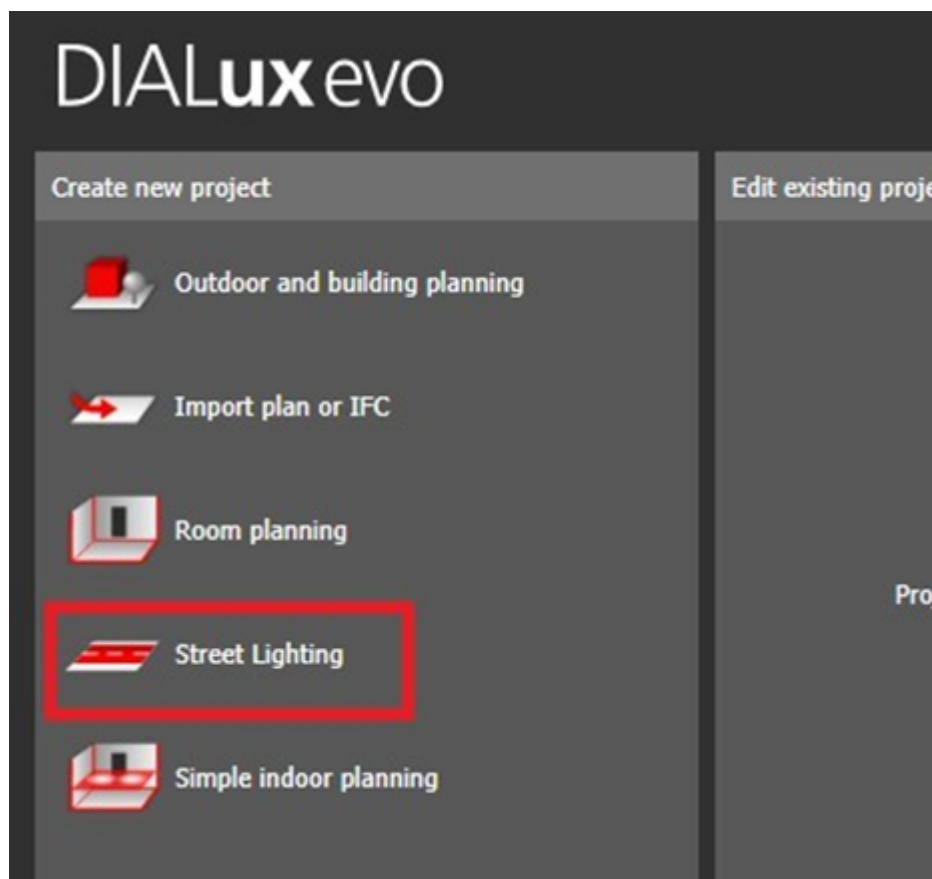 DIALux evo
Create new project
Edit existing proje
Outdoor and building planning
Import plan or IFC
Room planning
Street Lighting
Simple indoor planning
Pro